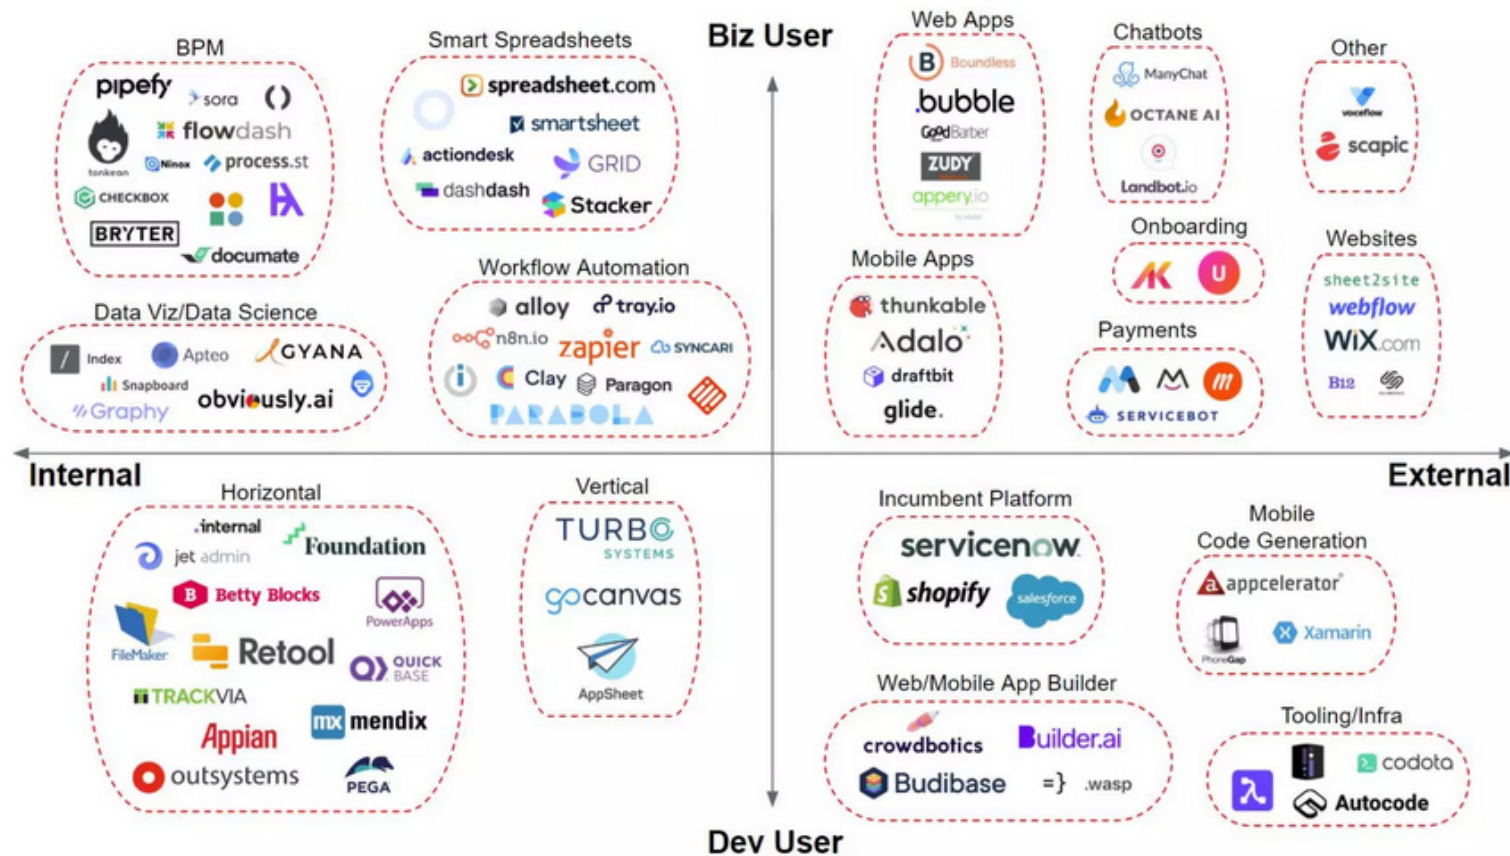 Biz User
BPM
pipefy
sora
tonkean
flowdash
Ninox
process.st
CHECKBOX
BRYTER
documate
Smart Spreadsheets
spreadsheet.com
smartsheet
actiondesk
GRID
dashdash
Stacker
Web Apps
B Boundless
.bubble
GoodBarber
ZUDY
appery.io
Chatbots
ManyChat
OCTANE AI
Landbot.io
Other
voiceflow
scapic
Data Viz/Data Science
/ Index
Apteo
GYANA
Snapboard
obviously.ai
Graphy
Workflow Automation
alloy
tray.io
n8n.io
zapier
SYNCARI
Clay
Paragon
PARABOLA
Mobile Apps
thunkable
Adalo
draftbit
glide.
Onboarding
U
Payments
m
SERVICEBOT
Websites
sheet2site
webflow
WiX.com
B12
Internal
External
Horizontal
.internal
jet admin
Foundation
B Betty Blocks
PowerApps
FileMaker
Retool
QUICK
BASE
TRACKVIA
mx mendix
Appian
outsystems
PEGA
Vertical
TURBO
SYSTEMS
gocanvas
AppSheet
Incumbent Platform
servicenow
shopify
salesforce
Mobile
Code Generation
appcelerator
PhoneGap
Xamarin
Web/Mobile App Builder
crowdbotics
Builder.ai
Budibase
=} .wasp
Tooling/Infra
codota
Autocode
Dev User